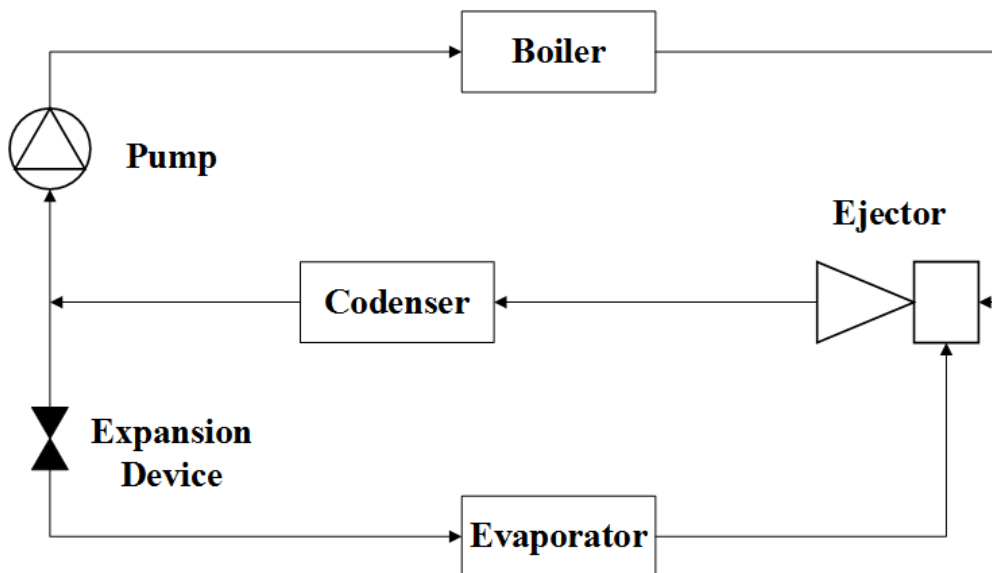 Boiler
Pump
Ejector
Codenser
Expansion
Device
Evaporator